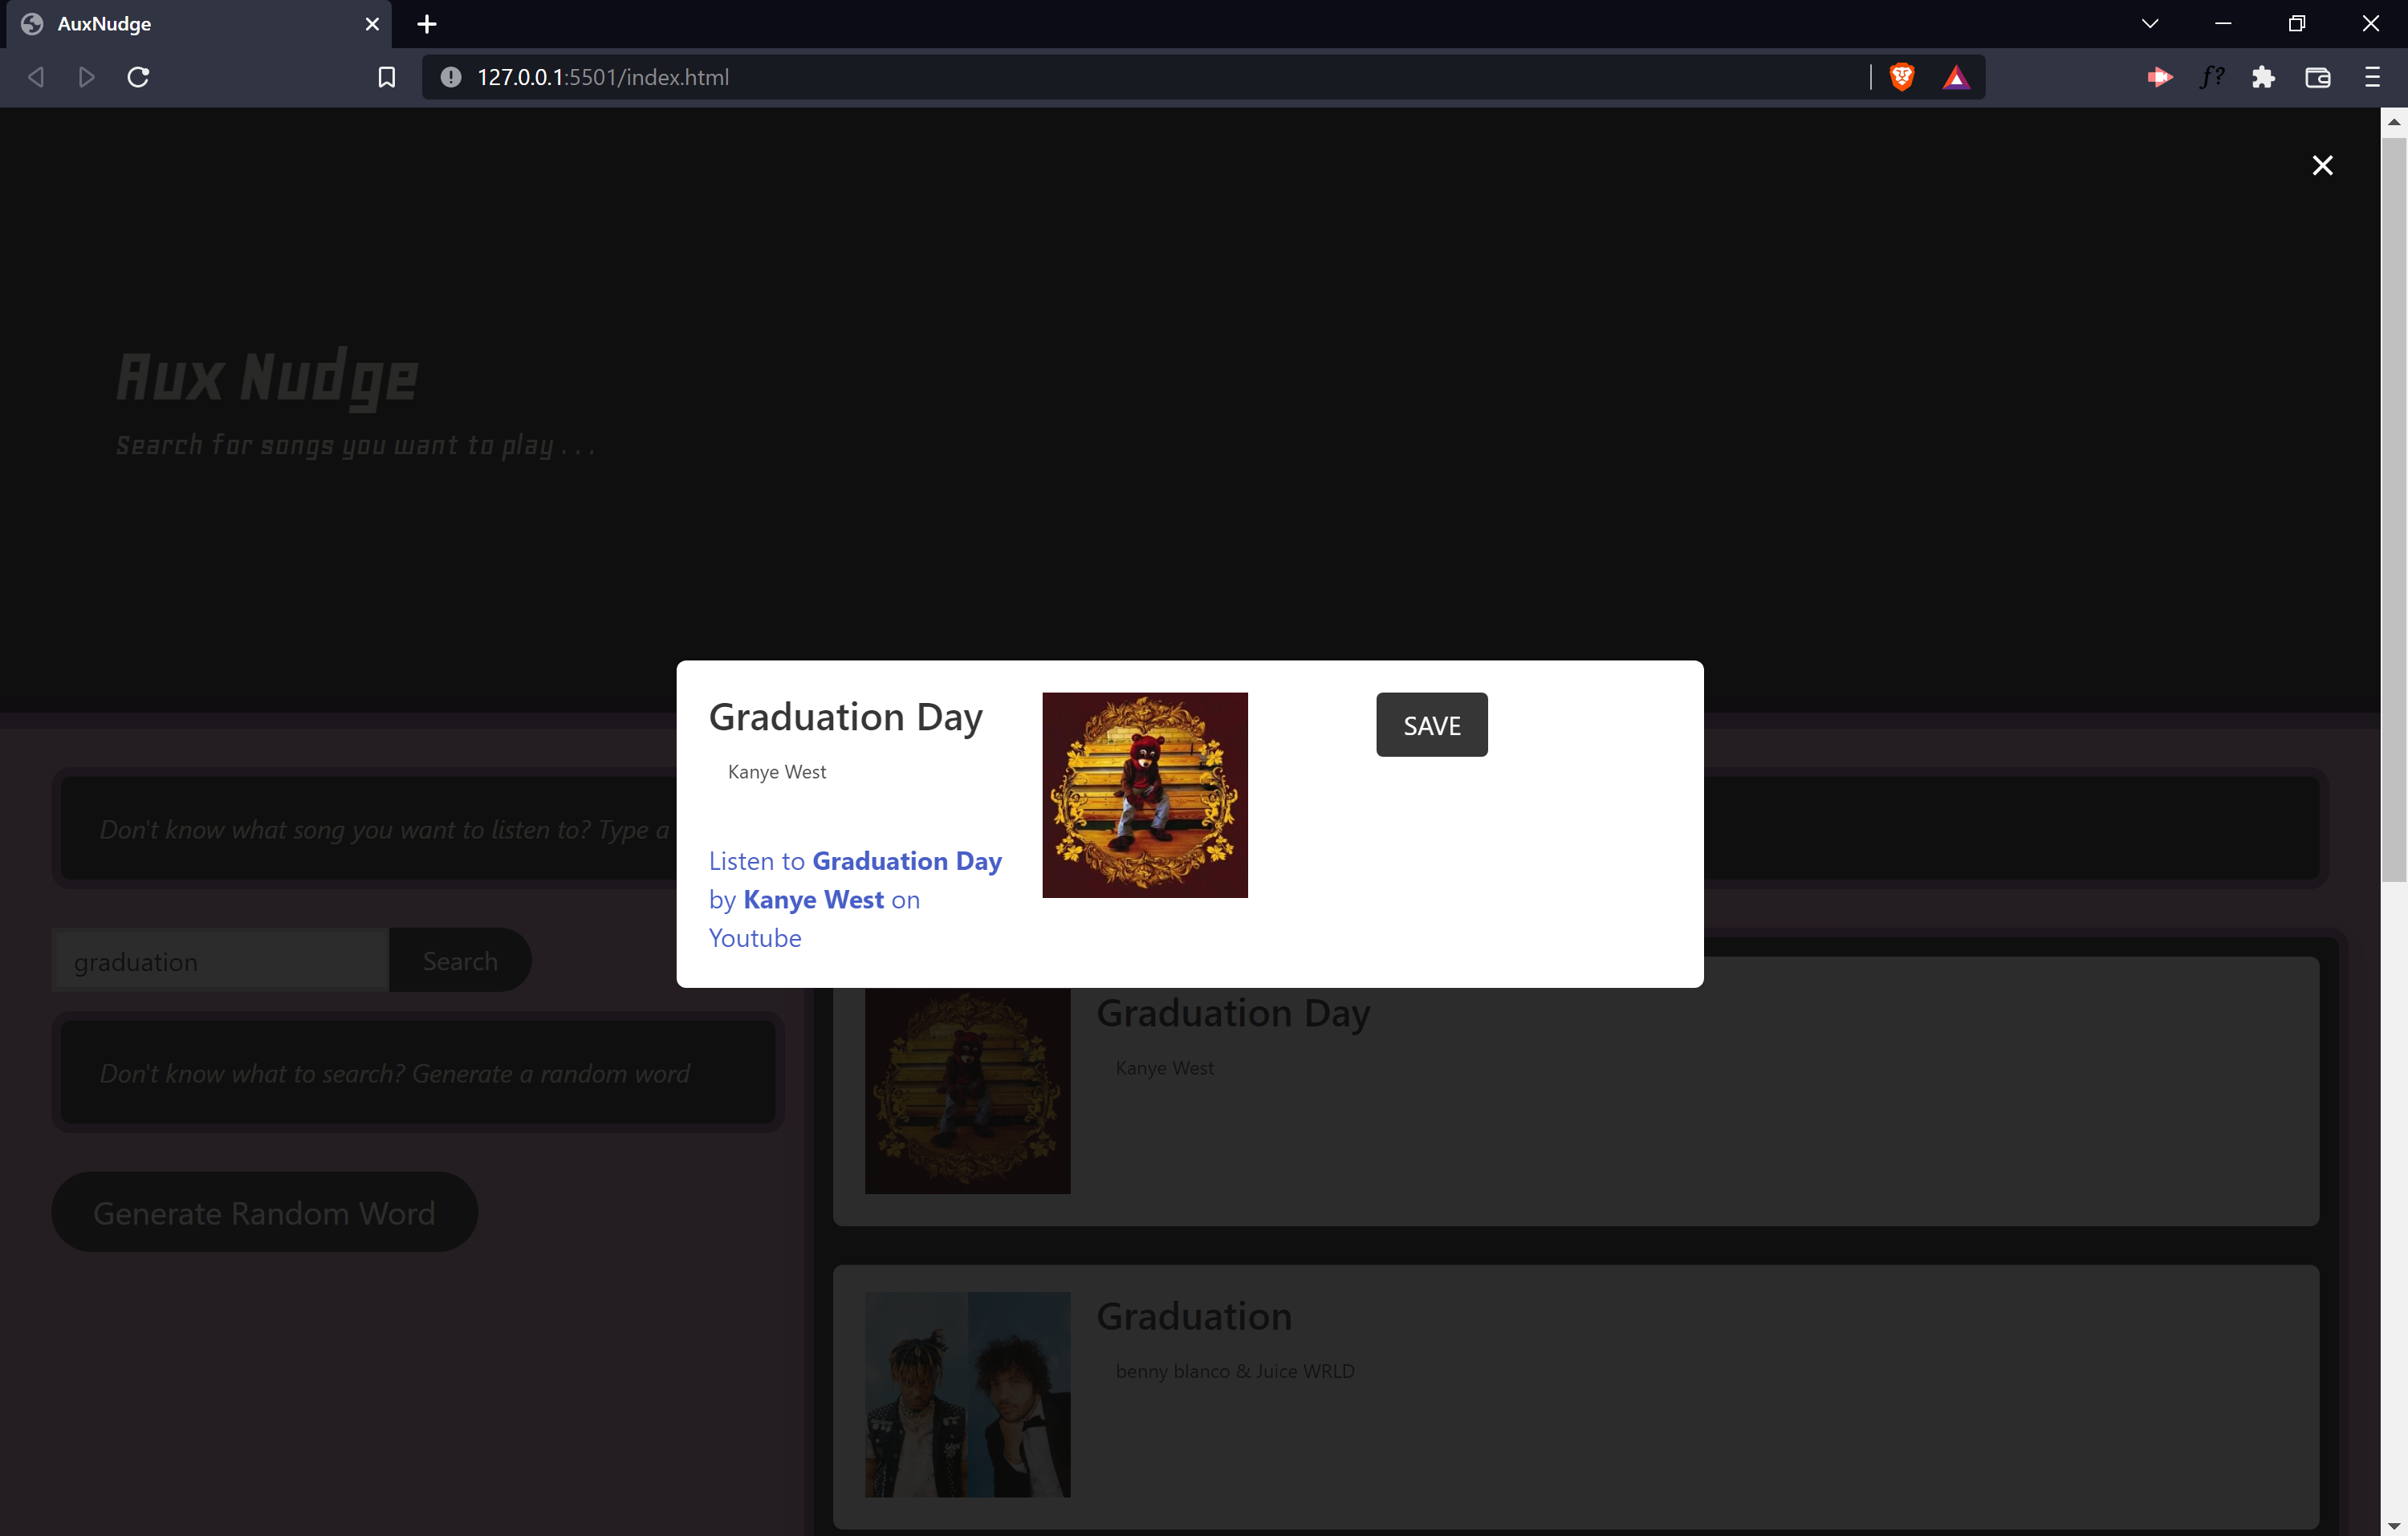 AuxNudge
127.0.0.1:5501/index.html
f?
Aux Nudge
Search for songs you want to play . . .
Graduation Day
Kanye West
SAVE
Listen to Graduation Day
by Kanye West on
Youtube
Don't know what song you want to listen to? Type a
graduation
Search
Don't know what to search? Generate a random word
Generate Random Word
Graduation Day
Kanye West
Graduation
benny blanco & Juice WRLD